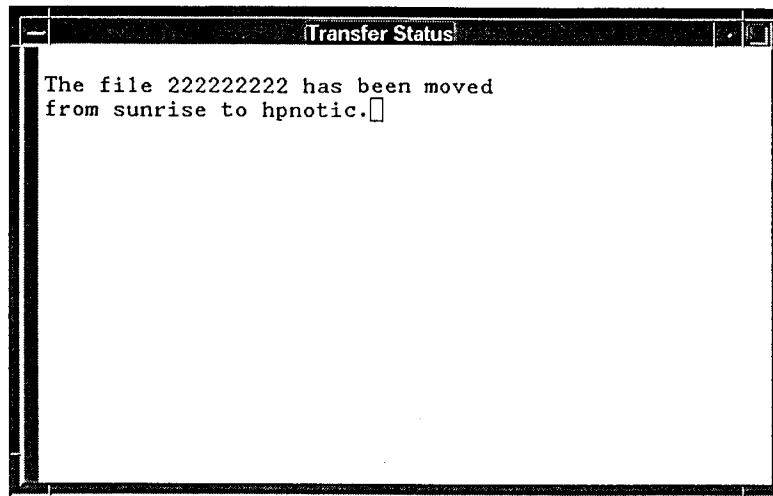 Transfer Status
The file 222222222 has been moved
from sunrise to hpnotic.